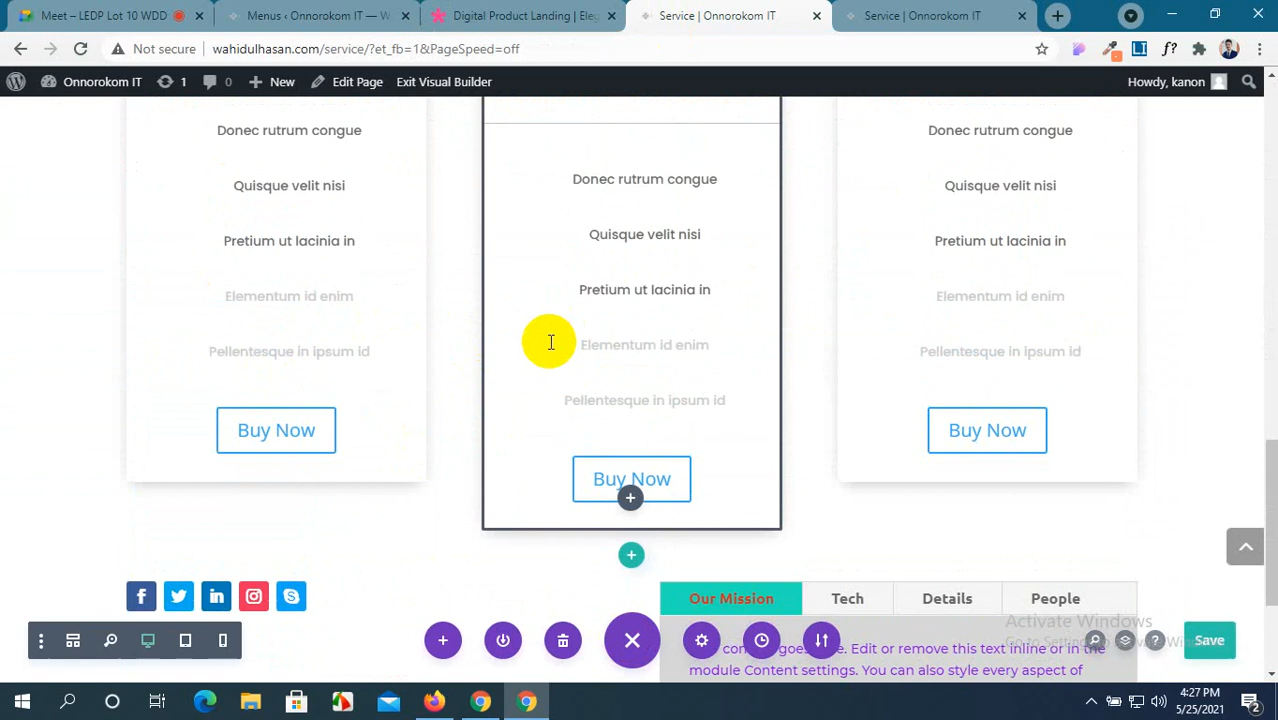 Meet – LEDP Lot 10 WDD
Menus ‹ Onnorokom IT — W
Digital Product Landing | Eleg
Service | Onnorokom IT
Service | Onnorokom IT
Not secure
wahidulhasan.com/service/?et_fb=1&PageSpeed=off
Onnorokom IT
1
0
New
Edit Page
Exit Visual Builder
Howdy, kanon
Donec rutrum congue
Quisque velit nisi
Pretium ut lacinia in
Elementum id enim
Pellentesque in ipsum id
Buy Now
Donec rutrum congue
Quisque velit nisi
Pretium ut lacinia in
Elementum id enim
Pellentesque in ipsum id
Buy Now
Donec rutrum congue
Quisque velit nisi
Pretium ut lacinia in
Elementum id enim
Pellentesque in ipsum id
Buy Now
Our Mission
Tech
Details
People
Activate Windows
Go to Setting
goes
e. Edit or remove this text inline or in the
module Content settings. You can also style every aspect of
Save
4:27 PM
5/25/2021
2